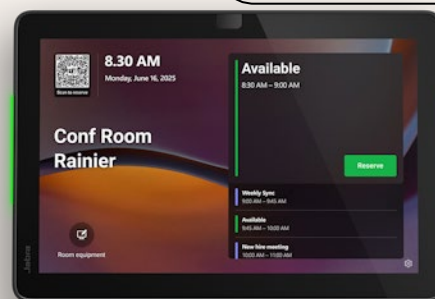 8.30 AM
Monday, June 16, 2025
Scan to reserve
Conf Room
Rainier
Room equipment
Available
8:30 AM – 9:00 AM
Reserve
Weekly Sync
9:00 AM – 9:45 AM
Available
9:45 AM – 10:00 AM
New hire meeting
10:00 AM – 11:00 AM
Jabra